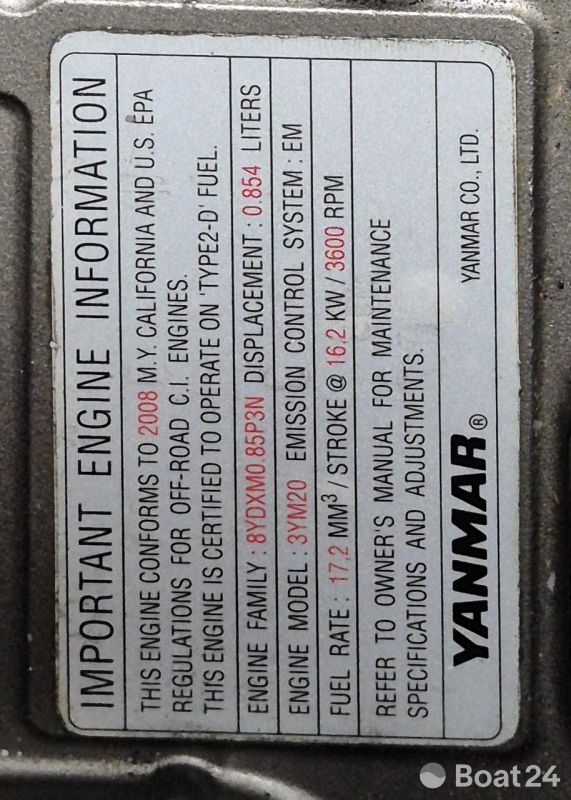 IMPORTANT ENGINE INFORMATION
THIS ENGINE CONFORMS TO 2008 M.Y. CALIFORNIA AND U.S. EPA
REGULATIONS FOR OFF-ROAD C.I. ENGINES.
THIS ENGINE IS CERTIFIED TO OPERATE ON 'TYPE2-D' FUEL.
ENGINE FAMILY : 8YDXM0.85P3N DISPLACEMENT : 0.854 LITERS
ENGINE MODEL : 3YM20 EMISSION CONTROL SYSTEM : EM
FUEL RATE : 17.2 MM³ / STROKE @ 16.2 KW / 3600 RPM
REFER TO OWNER'S MANUAL FOR MAINTENANCE
SPECIFICATIONS AND ADJUSTMENTS.
YANMAR® YANMAR CO., LTD.
Boat24